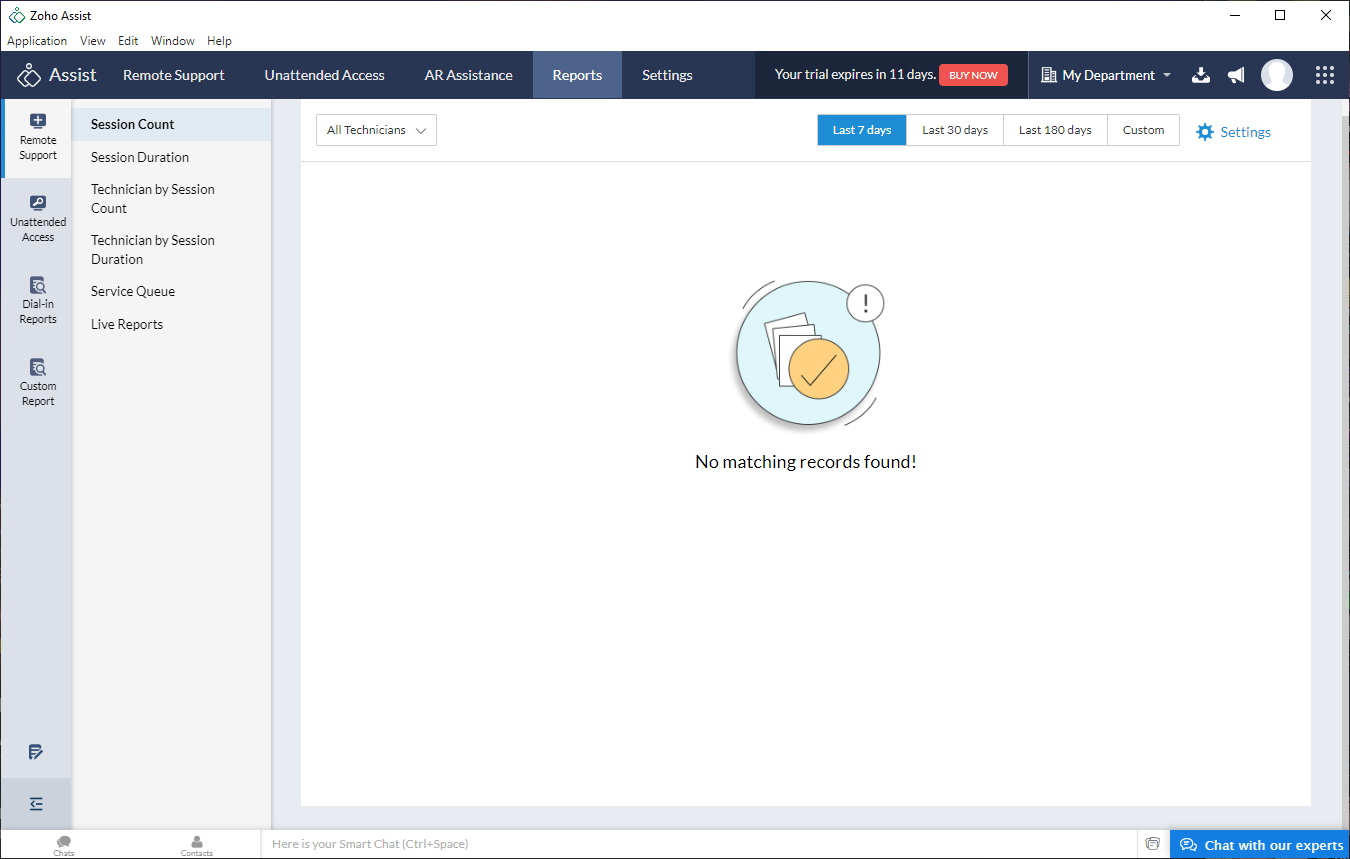 Zoho Assist
Application View Edit Window Help
Assist Remote Support Unattended Access AR Assistance Reports Settings Your trial expires in 11 days. BUY NOW My Department
Remote
Support
Unattended
Access
Dial-in
Reports
Custom
Report
Session Count
Session Duration
Technician by Session
Count
Technician by Session
Duration
Service Queue
Live Reports
All Technicians Last 7 days Last 30 days Last 180 days Custom Settings
!
No matching records found!
Chats Contacts Here is your Smart Chat (Ctrl+Space) Chat with our experts